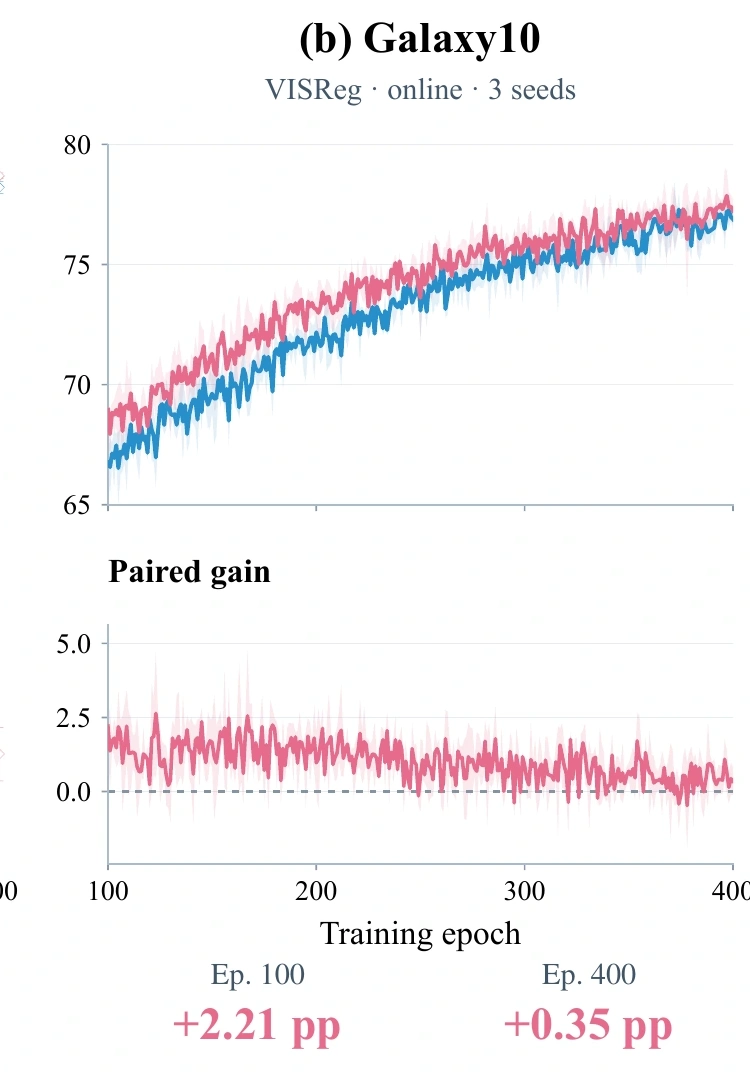 (b) Galaxy10
VISReg · online · 3 seeds
80
75
70
65
Paired gain
5.0
2.5
0.0
00 100 200 300 400
Training epoch
Ep. 100 Ep. 400
+2.21 pp +0.35 pp